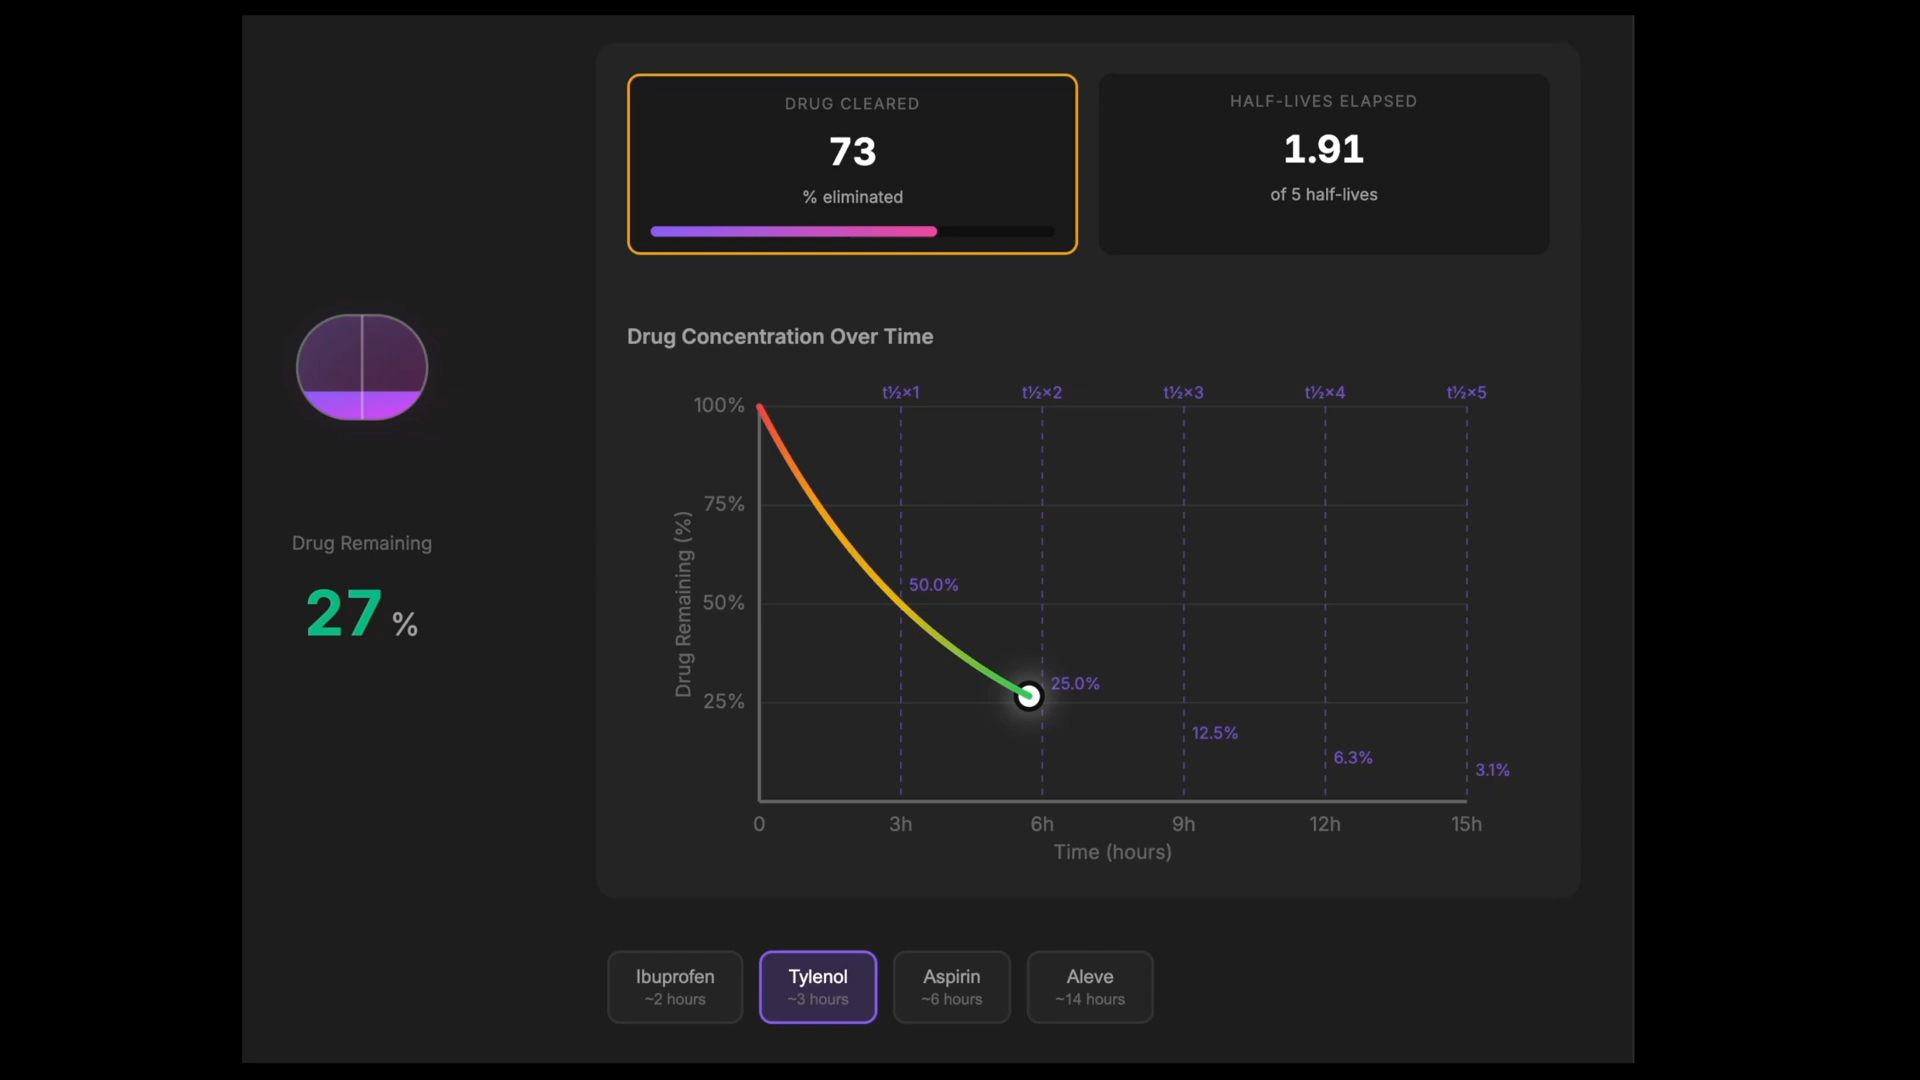 DRUG CLEARED
73
% eliminated
HALF-LIVES ELAPSED
1.91
of 5 half-lives
Drug Remaining
27 %
Drug Concentration Over Time
t½×1 t½×2 t½×3 t½×4 t½×5
100%
75%
50%
25%
Drug Remaining (%)
50.0%
25.0%
12.5%
6.3%
3.1%
0 3h 6h 9h 12h 15h
Time (hours)
Ibuprofen
~2 hours
Tylenol
~3 hours
Aspirin
~6 hours
Aleve
~14 hours